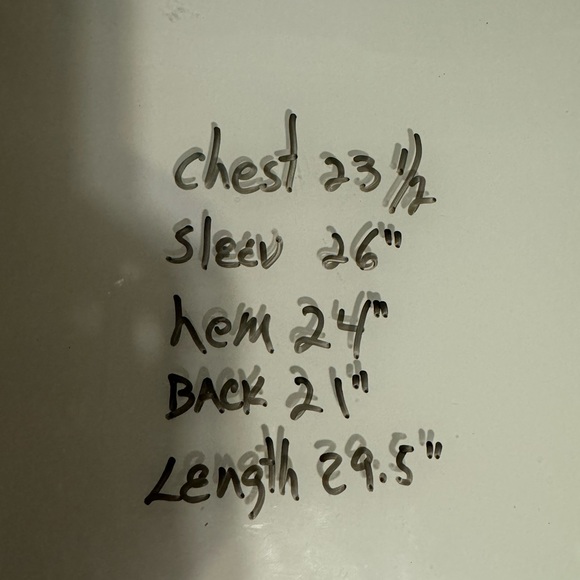 chest 23 1/2
Sleev 26"
hem 24"
BACK 21"
Length 29.5"